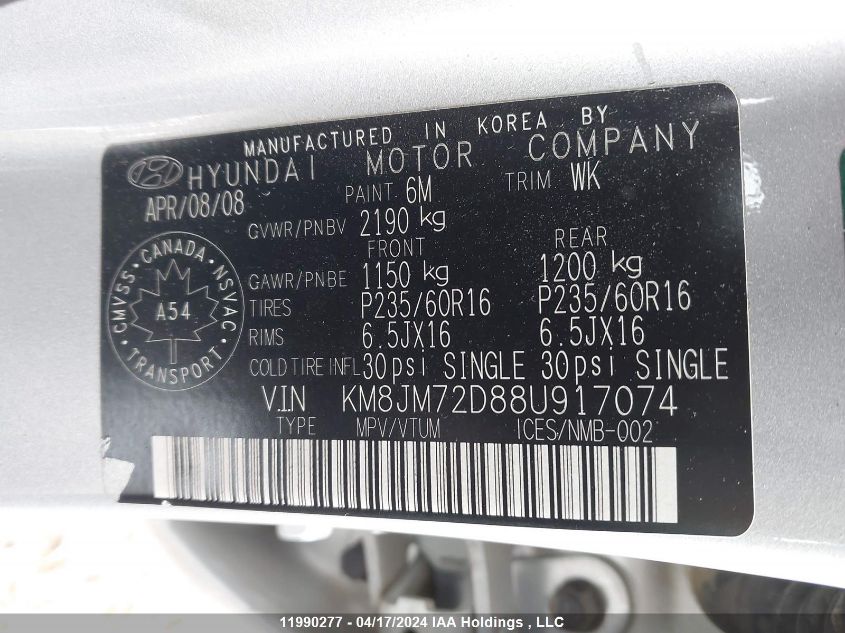 MANUFACTURED IN KOREA BY
HYUNDAI MOTOR COMPANY
APR/08/08 PAINT 6M TRIM WK
GVWR/PNBV 2190 kg
FRONT REAR
GAWR/PNBE 1150 kg 1200 kg
TIRES P235/60R16 P235/60R16
RIMS 6.5JX16 6.5JX16
COLD TIRE INFL 30psi SINGLE 30psi SINGLE
V.I.N KM8JM72D88U917074
TYPE MPV/VTUM ICES/NMB-002
CMVSS · CANADA · NSVAC
A54
TRANSPORT
11990277 - 04/17/2024 IAA Holdings , LLC